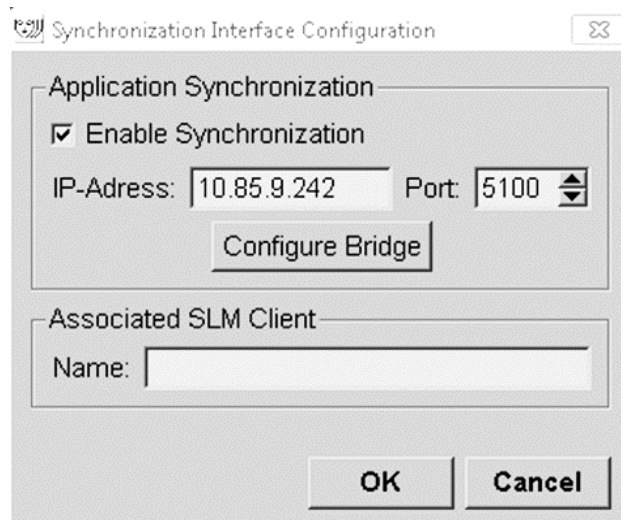 Synchronization Interface Configuration
Application Synchronization
Enable Synchronization
IP-Adress: 10.85.9.242 Port: 5100
Configure Bridge
Associated SLM Client
Name:
OK Cancel